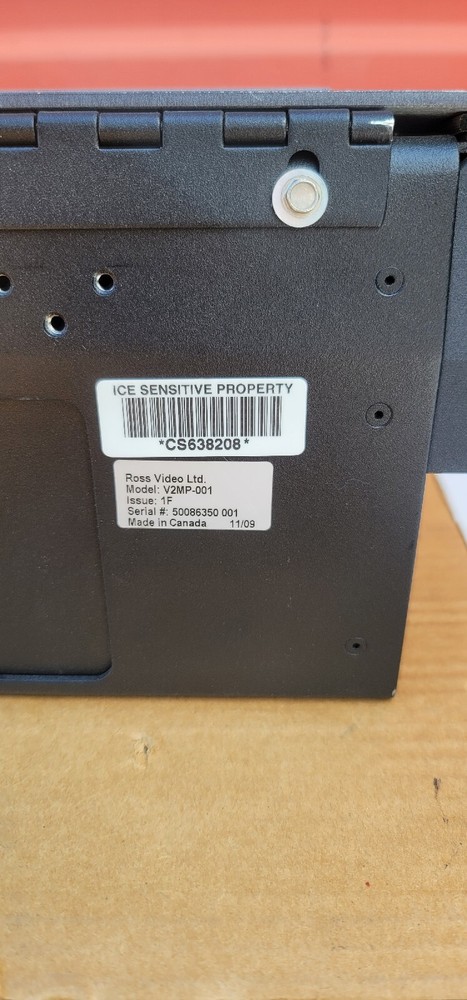 ICE SENSITIVE PROPERTY
*CS638208*
Ross Video Ltd.
Model: V2MP-001
Issue: 1F
Serial #: 50086350 001
Made in Canada 11/09